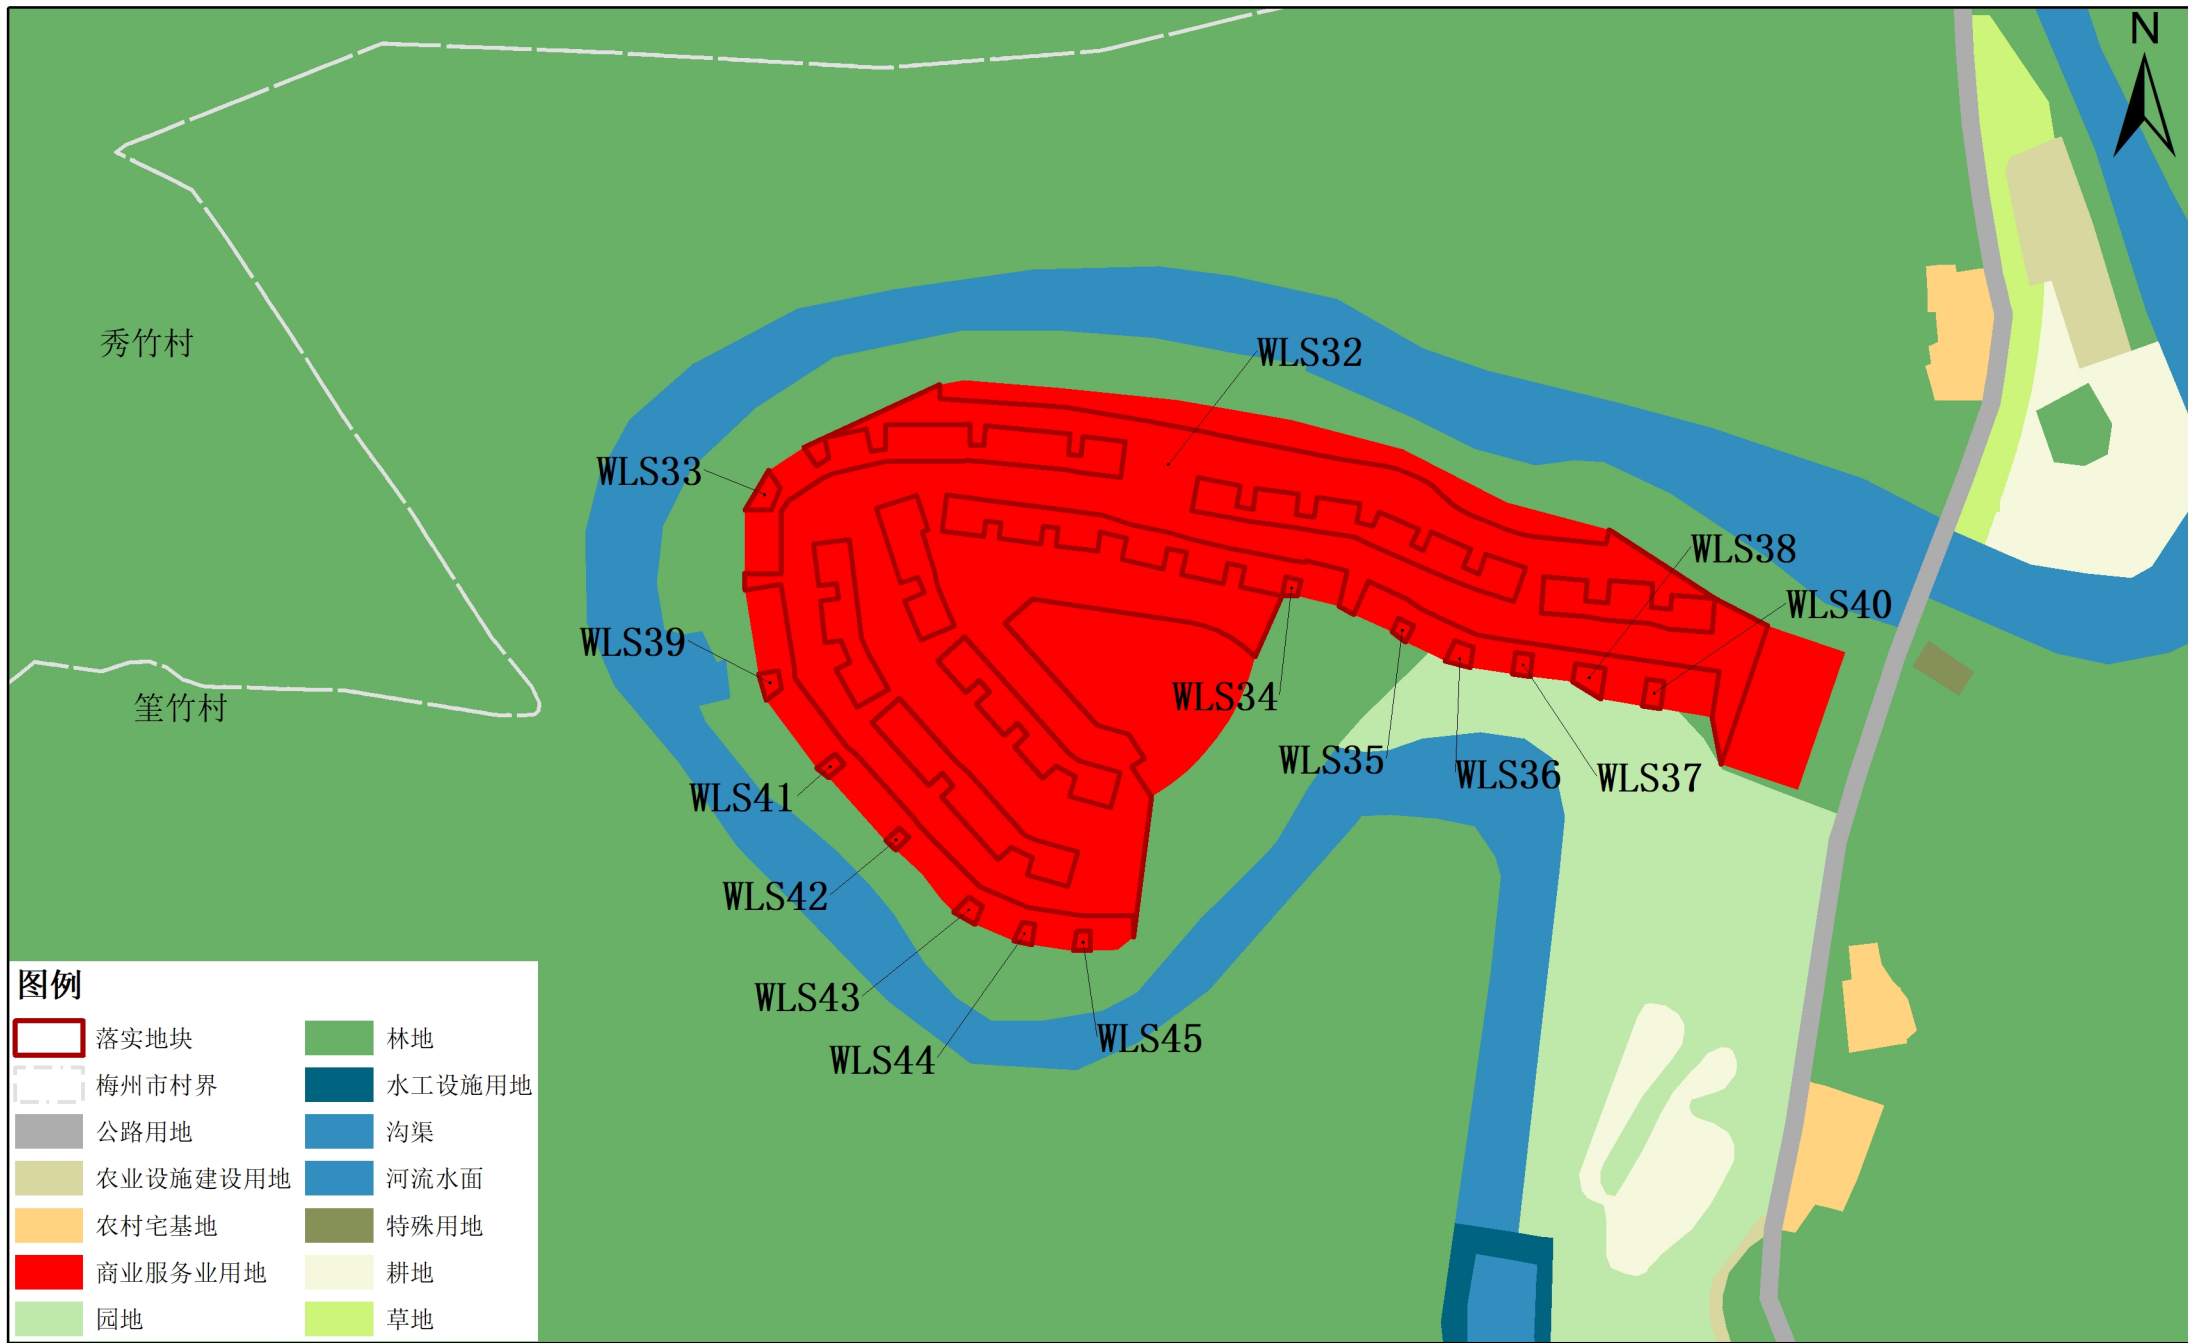 N
秀竹村
WLS32
WLS33
WLS38
WLS40
WLS39
WLS34
筀竹村
WLS35
WLS36
WLS37
WLS41
WLS42
WLS43
WLS44
WLS45
图例
落实地块
林地
梅州市村界
水工设施用地
公路用地
沟渠
农业设施建设用地
河流水面
农村宅基地
特殊用地
商业服务业用地
耕地
园地
草地